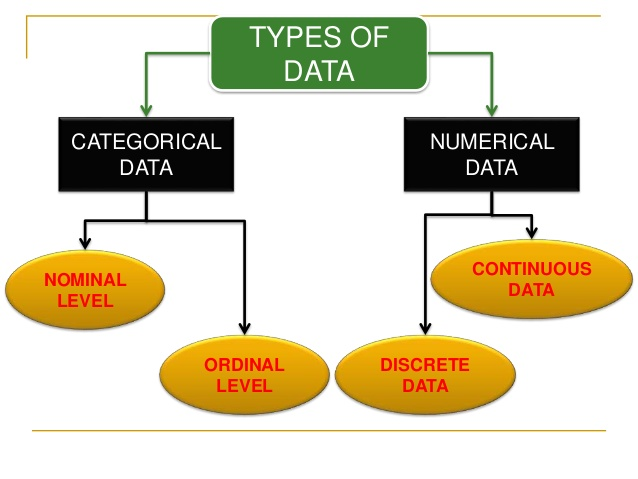 TYPES OF
DATA
CATEGORICAL
DATA
NUMERICAL
DATA
NOMINAL
LEVEL
ORDINAL
LEVEL
DISCRETE
DATA
CONTINUOUS
DATA